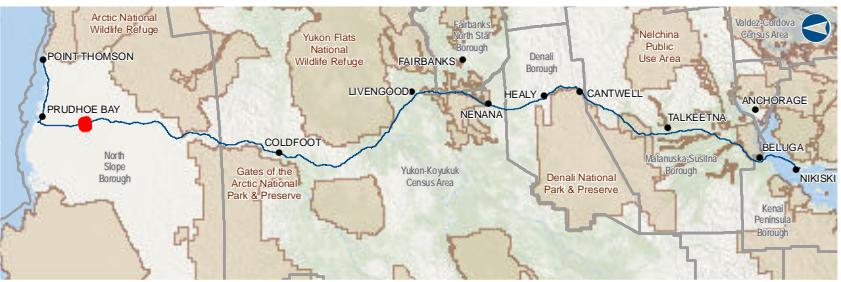 Arctic National
Wildlife Refuge
POINT THOMSON
PRUDHOE BAY
North
Slope
Borough
COLDFOOT
Gates of the
Arctic National
Park & Preserve
Yukon Flats
National
Wildlife Refuge
LIVENGOOD
Fairbanks
North Star
Borough
FAIRBANKS
NENANA
Yukon-Koyukuk
Census Area
Denali
Borough
HEALY
CANTWELL
Denali National
Park & Preserve
Nelchina
Public
Use Area
TALKEETNA
Matanuska-Susitna
Borough
Valdez-Cordova
Census Area
ANCHORAGE
BELUGA
NIKISKI
Kenai
Peninsula
Borough